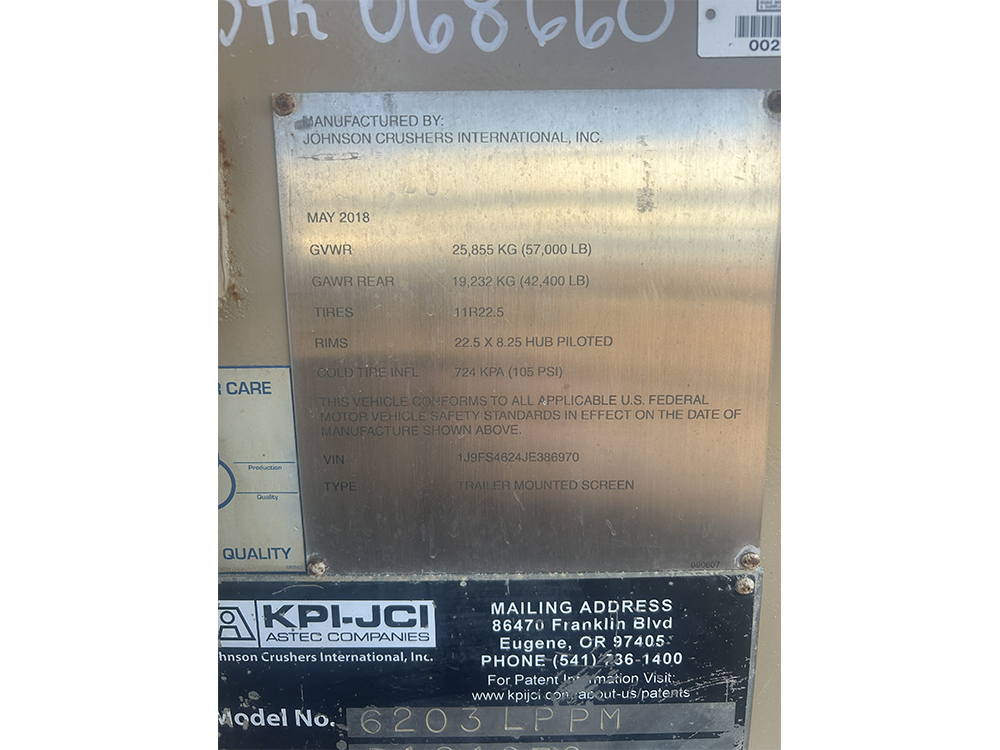 068660
002
MANUFACTURED BY:
JOHNSON CRUSHERS INTERNATIONAL, INC.
MAY 2018
GVWR 25,855 KG (57,000 LB)
GAWR REAR 19,232 KG (42,400 LB)
TIRES 11R22.5
RIMS 22.5 X 8.25 HUB PILOTED
COLD TIRE INFL 724 KPA (105 PSI)
THIS VEHICLE CONFORMS TO ALL APPLICABLE U.S. FEDERAL
MOTOR VEHICLE SAFETY STANDARDS IN EFFECT ON THE DATE OF
MANUFACTURE SHOWN ABOVE.
VIN 1J9FS4624JE386970
TYPE TRAILER MOUNTED SCREEN
CARE
Production
Quality
QUALITY
KPI-JCI
ASTEC COMPANIES
hnson Crushers International, Inc.
MAILING ADDRESS
86470 Franklin Blvd
Eugene, OR 97405
PHONE (541) 736-1400
For Patent Information Visit:
www.kpijci.com/about-us/patents
Model No. 6203LPPM